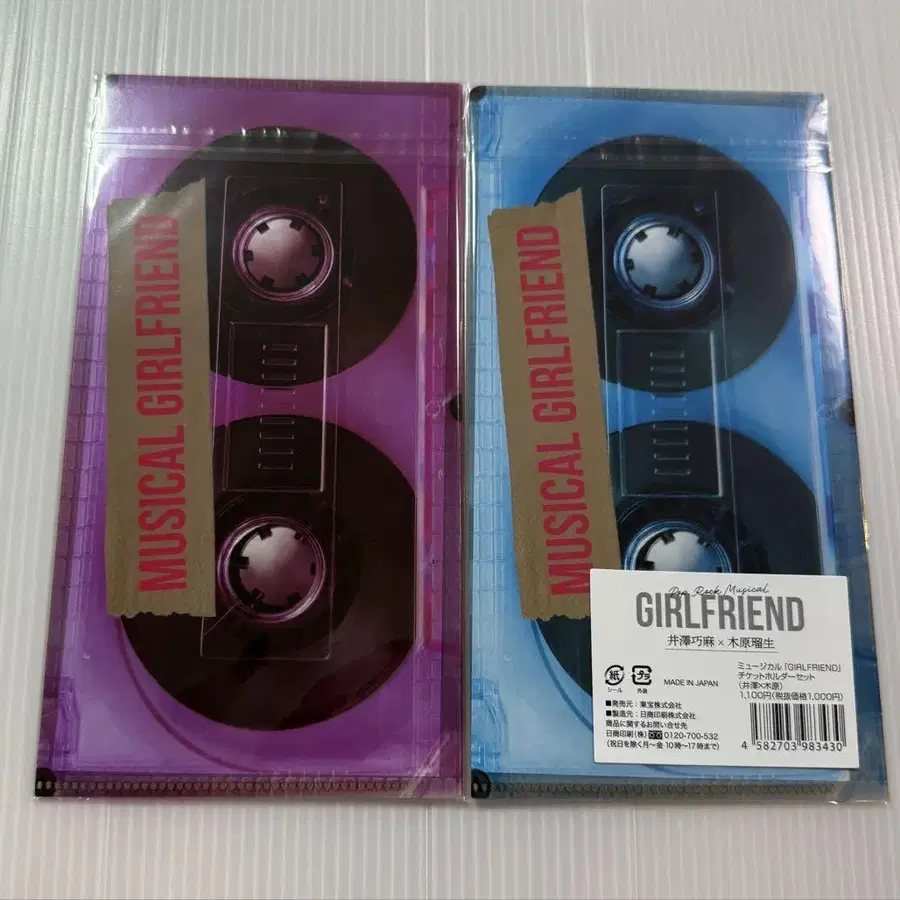 MUSICAL GIRLFRIEND
MUSICAL GIRLFRIEND
Pop Rock Musical
GIRLFRIEND
井澤巧麻×木原瑠生
ミュージカル「GIRLFRIEND」
チケットホルダーセット
(井澤×木原)
1,100円(税抜価格1,000円)
紙
シール
プラ
外装
MADE IN JAPAN
■発売元:東宝株式会社
■製造元:日商印刷株式会社
商品に関するお問い合せ先
日商印刷(株) 0120-700-532
(祝日を除く月~金 10時~17時まで)
4 582703 983430